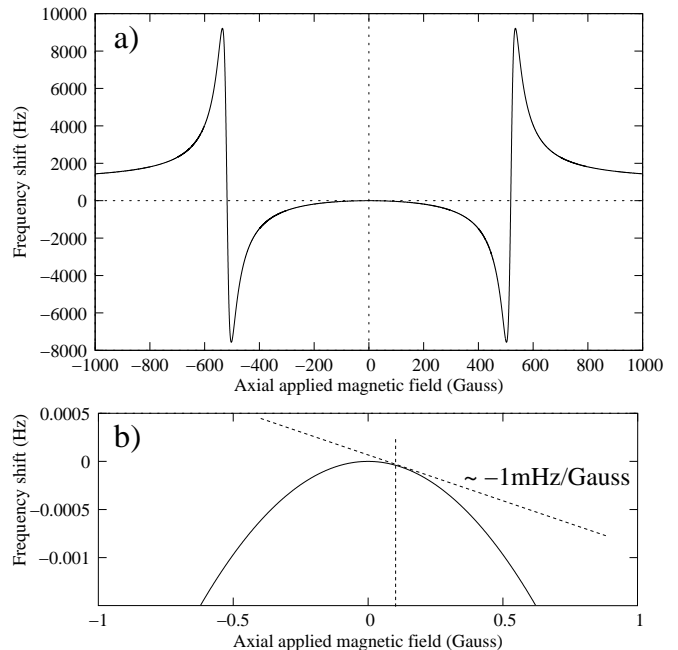 a)
10000
8000
6000
4000
2000
0
−2000
−4000
−6000
−8000
Frequency shift (Hz)
−1000 −800 −600 −400 −200 0 200 400 600 800 1000
Axial applied magnetic field (Gauss)
b)
0.0005
0
−0.0005
−0.001
Frequency shift (Hz)
~ −1mHz/Gauss
−1 −0.5 0 0.5 1
Axial applied magnetic field (Gauss)